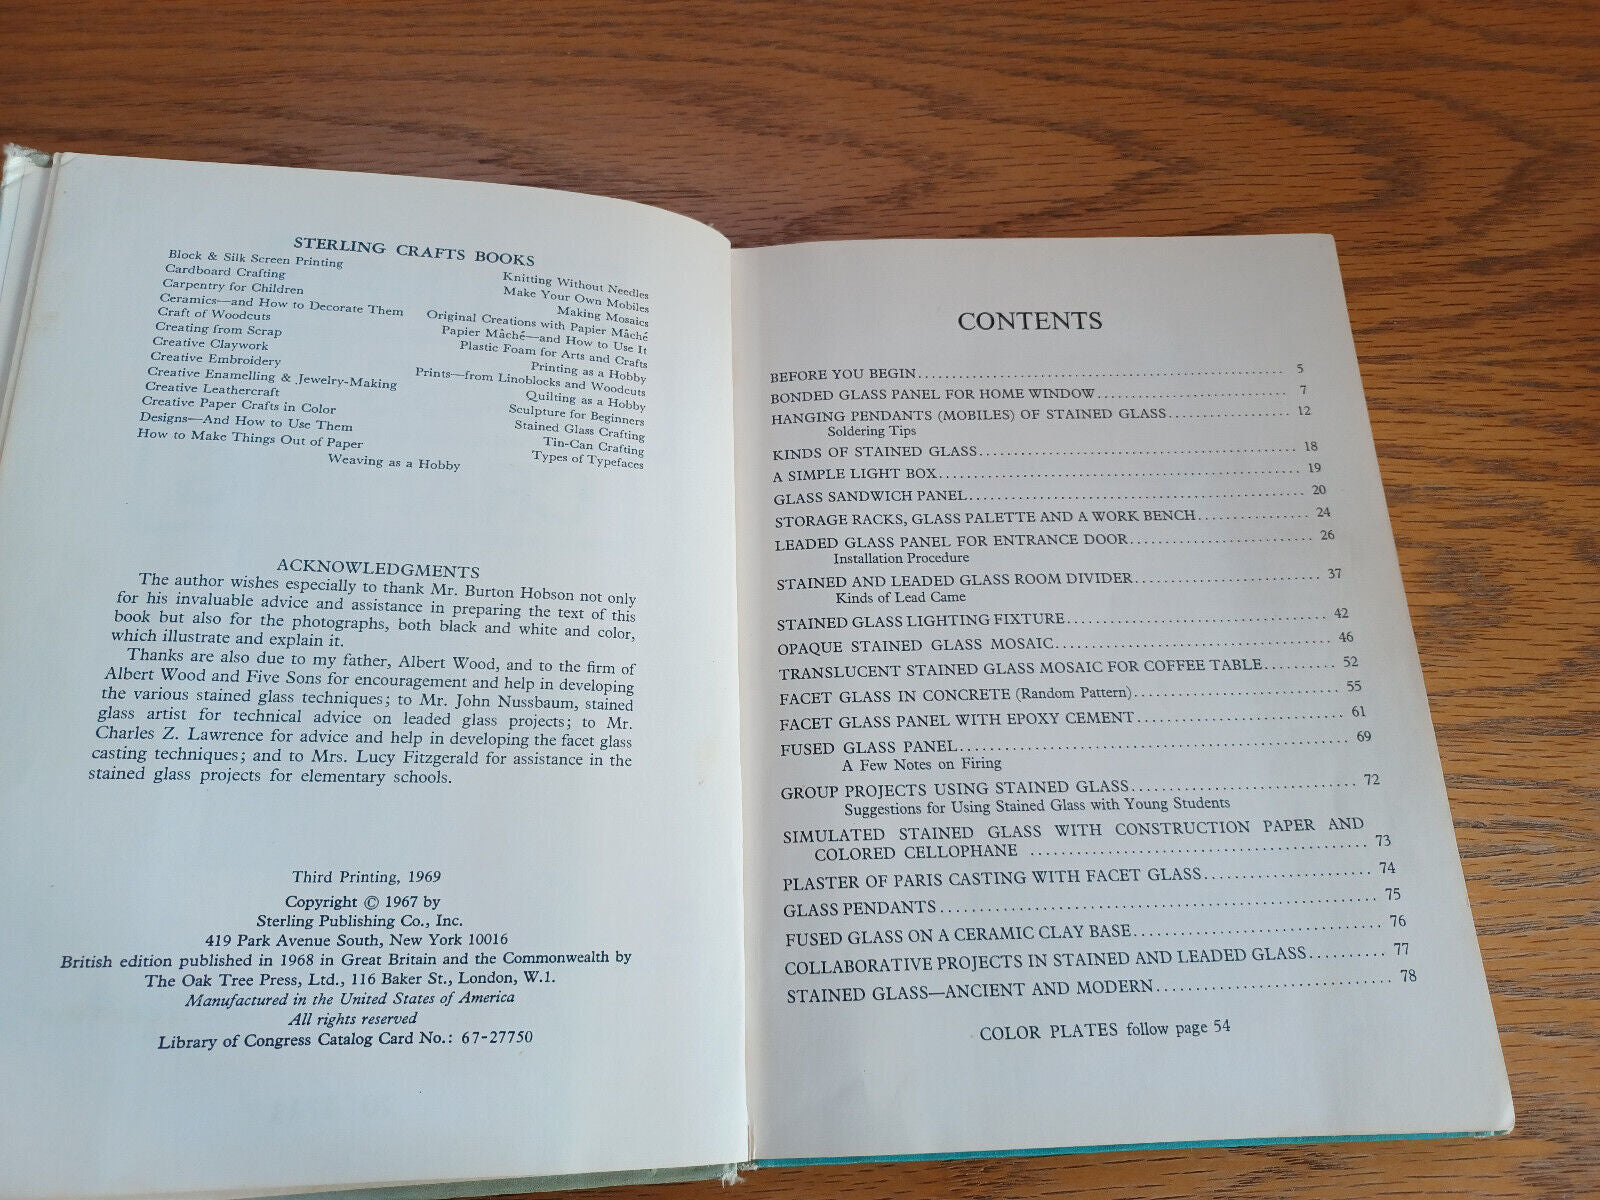 STERLING CRAFTS BOOKS
Block & Silk Screen Printing
Cardboard Crafting
Carpentry for Children
Ceramics—and How to Decorate Them
Craft of Woodcuts
Creating from Scrap
Creative Claywork
Creative Embroidery
Creative Enamelling & Jewelry-Making
Creative Leathercraft
Creative Paper Crafts in Color
Designs—And How to Use Them
How to Make Things Out of Paper
Knitting Without Needles
Make Your Own Mobiles
Making Mosaics
Original Creations with Papier Mâché
Papier Mâché—and How to Use It
Plastic Foam for Arts and Crafts
Printing as a Hobby
Prints—from Linoblocks and Woodcuts
Quilting as a Hobby
Sculpture for Beginners
Stained Glass Crafting
Tin-Can Crafting
Types of Typefaces
Weaving as a Hobby
ACKNOWLEDGMENTS
The author wishes especially to thank Mr. Burton Hobson not only
for his invaluable advice and assistance in preparing the text of this
book but also for the photographs, both black and white and color,
which illustrate and explain it.
Thanks are also due to my father, Albert Wood, and to the firm of
Albert Wood and Five Sons for encouragement and help in developing
the various stained glass techniques; to Mr. John Nussbaum, stained
glass artist for technical advice on leaded glass projects; to Mr.
Charles Z. Lawrence for advice and help in developing the facet glass
casting techniques; and to Mrs. Lucy Fitzgerald for assistance in the
stained glass projects for elementary schools.
Third Printing, 1969
Copyright © 1967 by
Sterling Publishing Co., Inc.
419 Park Avenue South, New York 10016
British edition published in 1968 in Great Britain and the Commonwealth by
The Oak Tree Press, Ltd., 116 Baker St., London, W.1.
Manufactured in the United States of America
All rights reserved
Library of Congress Catalog Card No.: 67-27750
CONTENTS
BEFORE YOU BEGIN 5
BONDED GLASS PANEL FOR HOME WINDOW 7
HANGING PENDANTS (MOBILES) OF STAINED GLASS 12
Soldering Tips
KINDS OF STAINED GLASS 18
A SIMPLE LIGHT BOX 19
GLASS SANDWICH PANEL 20
STORAGE RACKS, GLASS PALETTE AND A WORK BENCH 24
LEADED GLASS PANEL FOR ENTRANCE DOOR 26
Installation Procedure
STAINED AND LEADED GLASS ROOM DIVIDER 37
Kinds of Lead Came
STAINED GLASS LIGHTING FIXTURE 42
OPAQUE STAINED GLASS MOSAIC 46
TRANSLUCENT STAINED GLASS MOSAIC FOR COFFEE TABLE 52
FACET GLASS IN CONCRETE (Random Pattern) 55
FACET GLASS PANEL WITH EPOXY CEMENT 61
FUSED GLASS PANEL 69
A Few Notes on Firing
GROUP PROJECTS USING STAINED GLASS 72
Suggestions for Using Stained Glass with Young Students
SIMULATED STAINED GLASS WITH CONSTRUCTION PAPER AND
COLORED CELLOPHANE 73
PLASTER OF PARIS CASTING WITH FACET GLASS 74
GLASS PENDANTS 75
FUSED GLASS ON A CERAMIC CLAY BASE 76
COLLABORATIVE PROJECTS IN STAINED AND LEADED GLASS 77
STAINED GLASS—ANCIENT AND MODERN 78
COLOR PLATES follow page 54